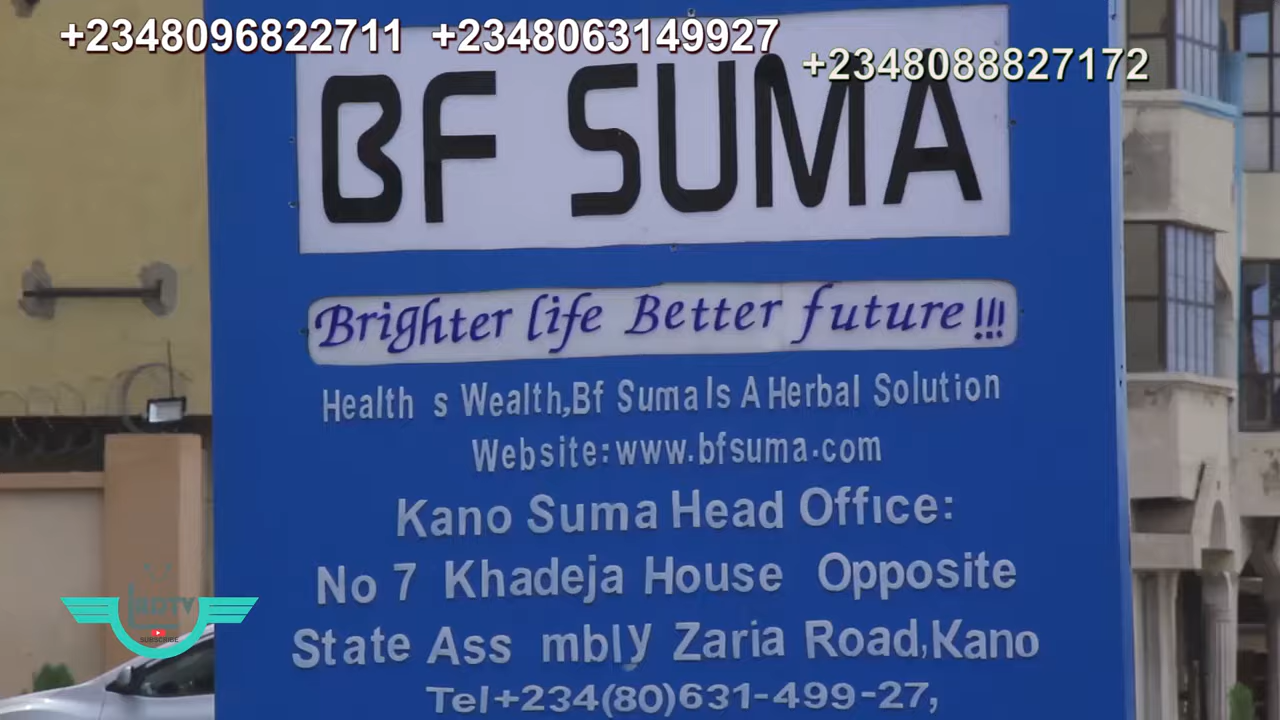 +2348096822711 +2348063149927
+2348088827172
BF SUMA
Brighter life Better future!!!
Health s Wealth,Bf Suma Is A Herbal Solution
Website:www.bfsuma.com
Kano Suma Head Office:
No 7 Khadeja House Opposite
State Ass mbly Zaria Road,Kano
Tel+234(80)631-499-27,
SUBSCRIBE